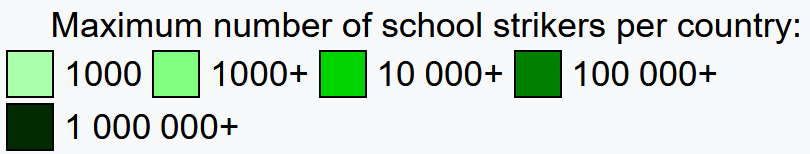 Maximum number of school strikers per country:
1000 1000+ 10 000+ 100 000+
1 000 000+